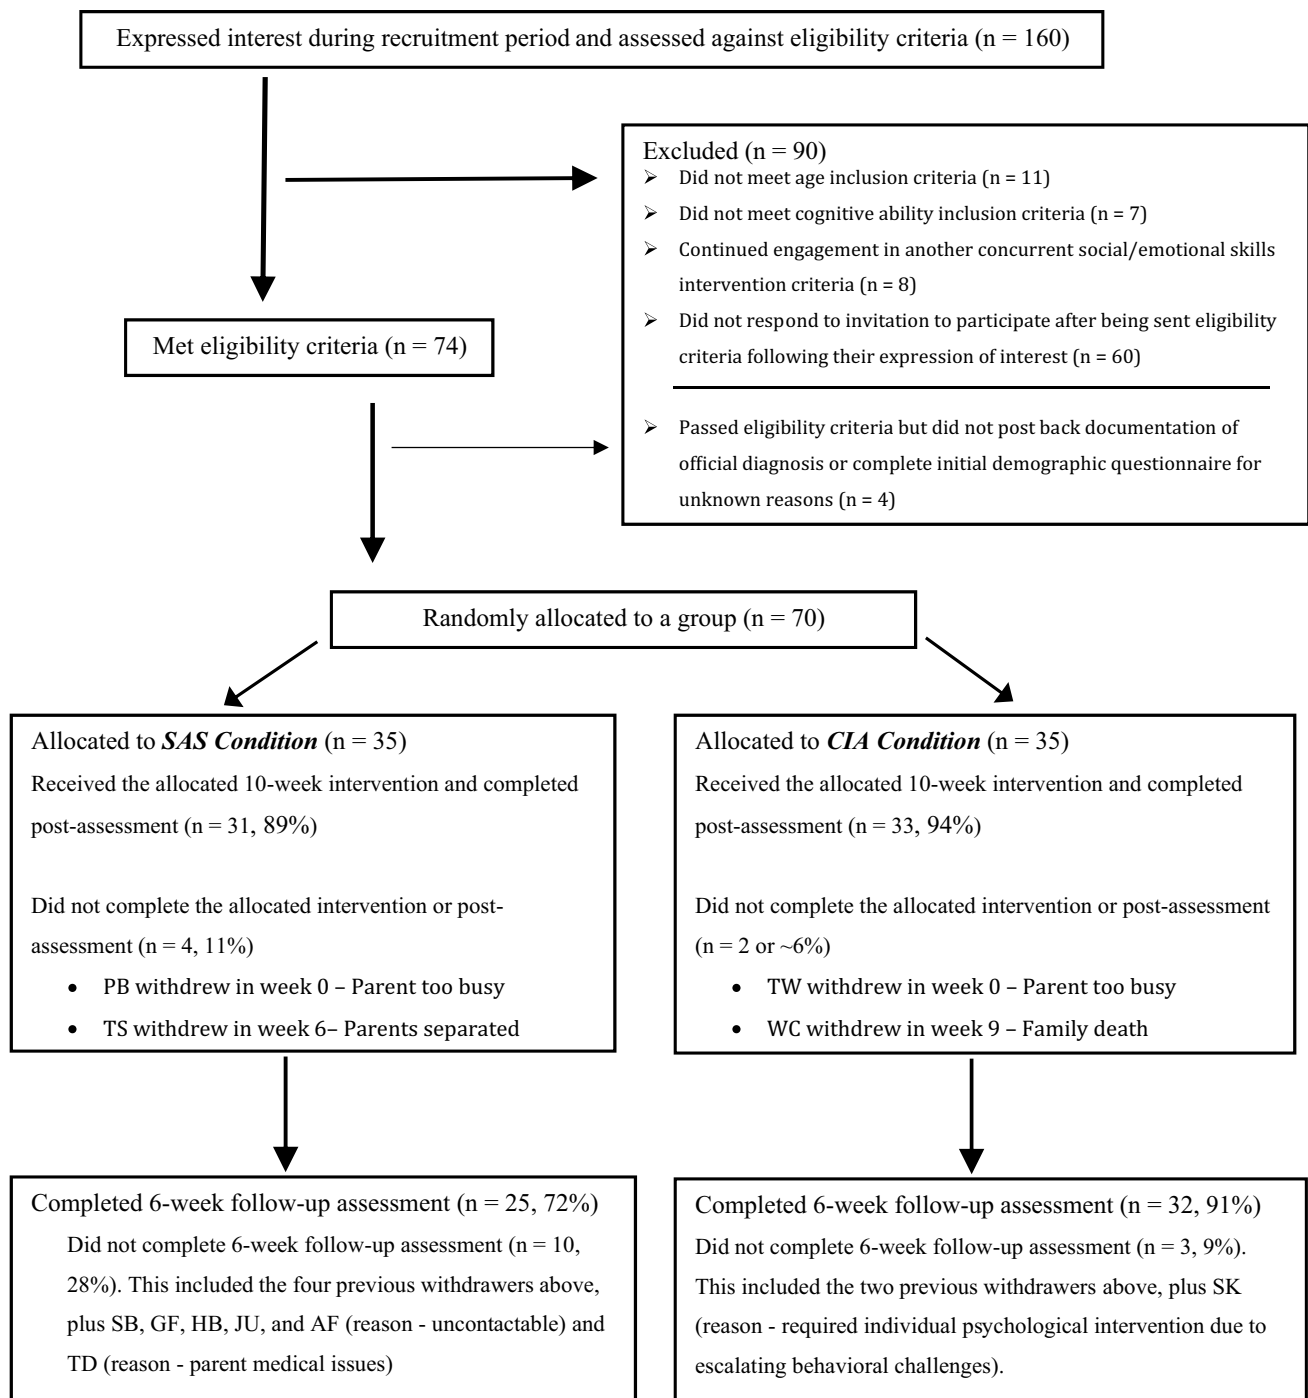 Expressed interest during recruitment period and assessed against eligibility criteria (n = 160)
Excluded (n = 90)
➢ Did not meet age inclusion criteria (n = 11)
➢ Did not meet cognitive ability inclusion criteria (n = 7)
➢ Continued engagement in another concurrent social/emotional skills
intervention criteria (n = 8)
➢ Did not respond to invitation to participate after being sent eligibility
criteria following their expression of interest (n = 60)
➢ Passed eligibility criteria but did not post back documentation of
official diagnosis or complete initial demographic questionnaire for
unknown reasons (n = 4)
Met eligibility criteria (n = 74)
Randomly allocated to a group (n = 70)
Allocated to SAS Condition (n = 35)
Received the allocated 10-week intervention and completed
post-assessment (n = 31, 89%)
Did not complete the allocated intervention or post-
assessment (n = 4, 11%)
• PB withdrew in week 0 – Parent too busy
• TS withdrew in week 6– Parents separated
Allocated to CIA Condition (n = 35)
Received the allocated 10-week intervention and completed
post-assessment (n = 33, 94%)
Did not complete the allocated intervention or post-assessment
(n = 2 or ~6%)
• TW withdrew in week 0 – Parent too busy
• WC withdrew in week 9 – Family death
Completed 6-week follow-up assessment (n = 25, 72%)
Did not complete 6-week follow-up assessment (n = 10,
28%). This included the four previous withdrawers above,
plus SB, GF, HB, JU, and AF (reason - uncontactable) and
TD (reason - parent medical issues)
Completed 6-week follow-up assessment (n = 32, 91%)
Did not complete 6-week follow-up assessment (n = 3, 9%).
This included the two previous withdrawers above, plus SK
(reason - required individual psychological intervention due to
escalating behavioral challenges).